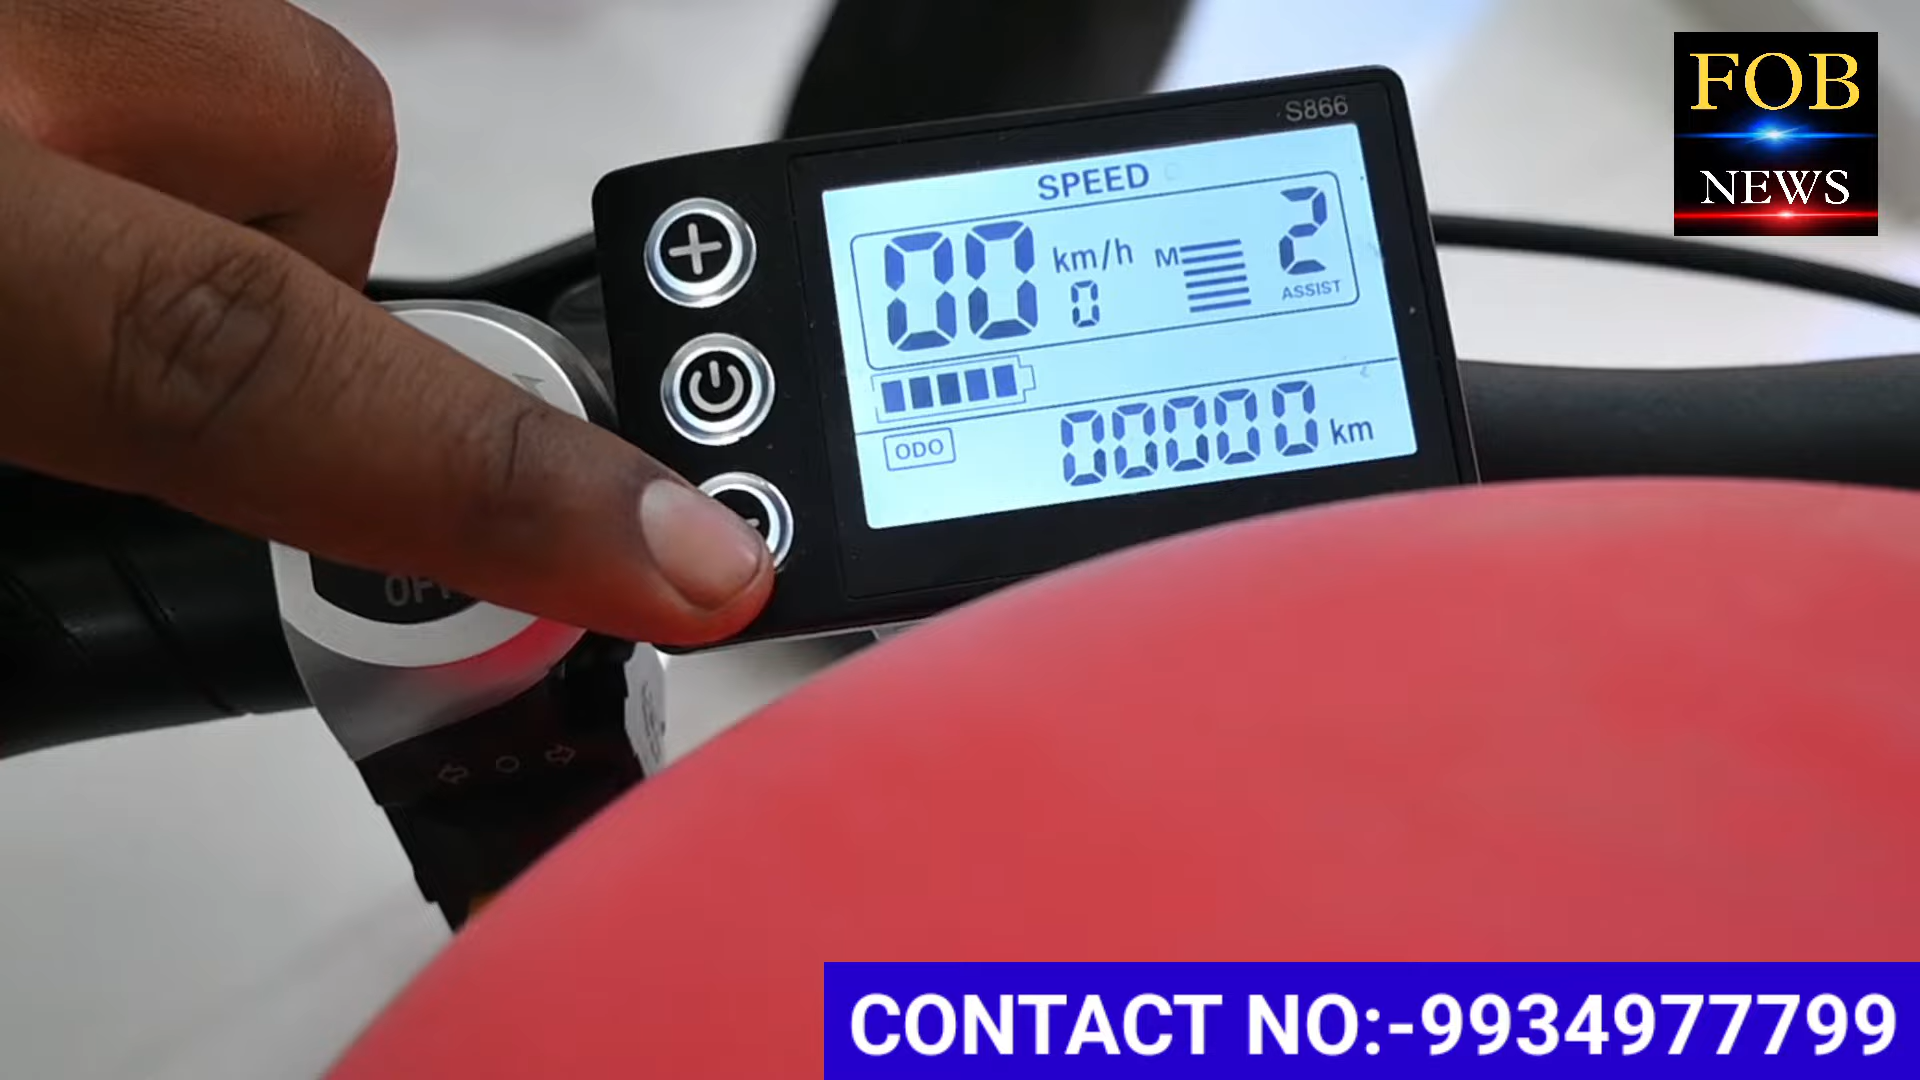 FOB
NEWS
S866
SPEED
00 km/h
0
M
2
ASSIST
ODO
00000 km
CONTACT NO:-9934977799